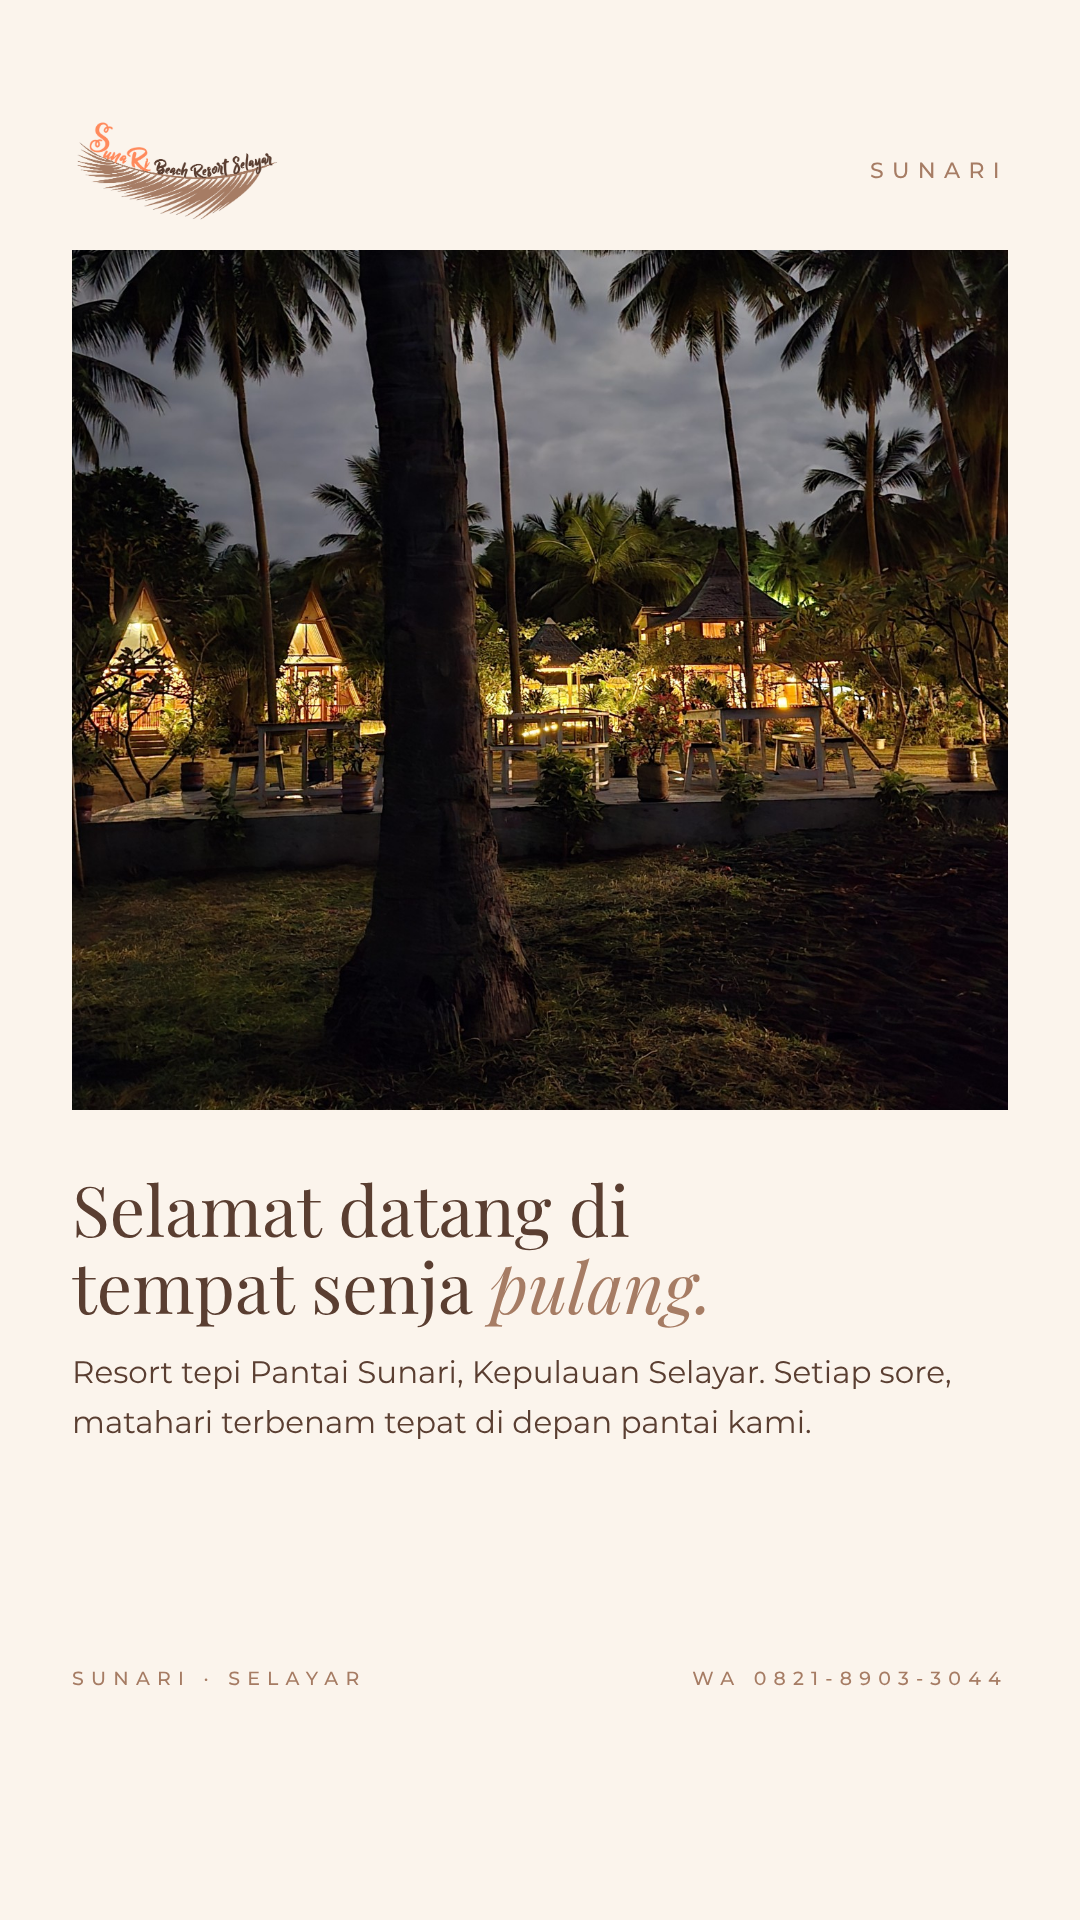 SunaRi Beach Resort Selayar
SUNARI
Selamat datang di
tempat senja pulang.
Resort tepi Pantai Sunari, Kepulauan Selayar. Setiap sore,
matahari terbenam tepat di depan pantai kami.
SUNARI · SELAYAR
WA 0821-8903-3044